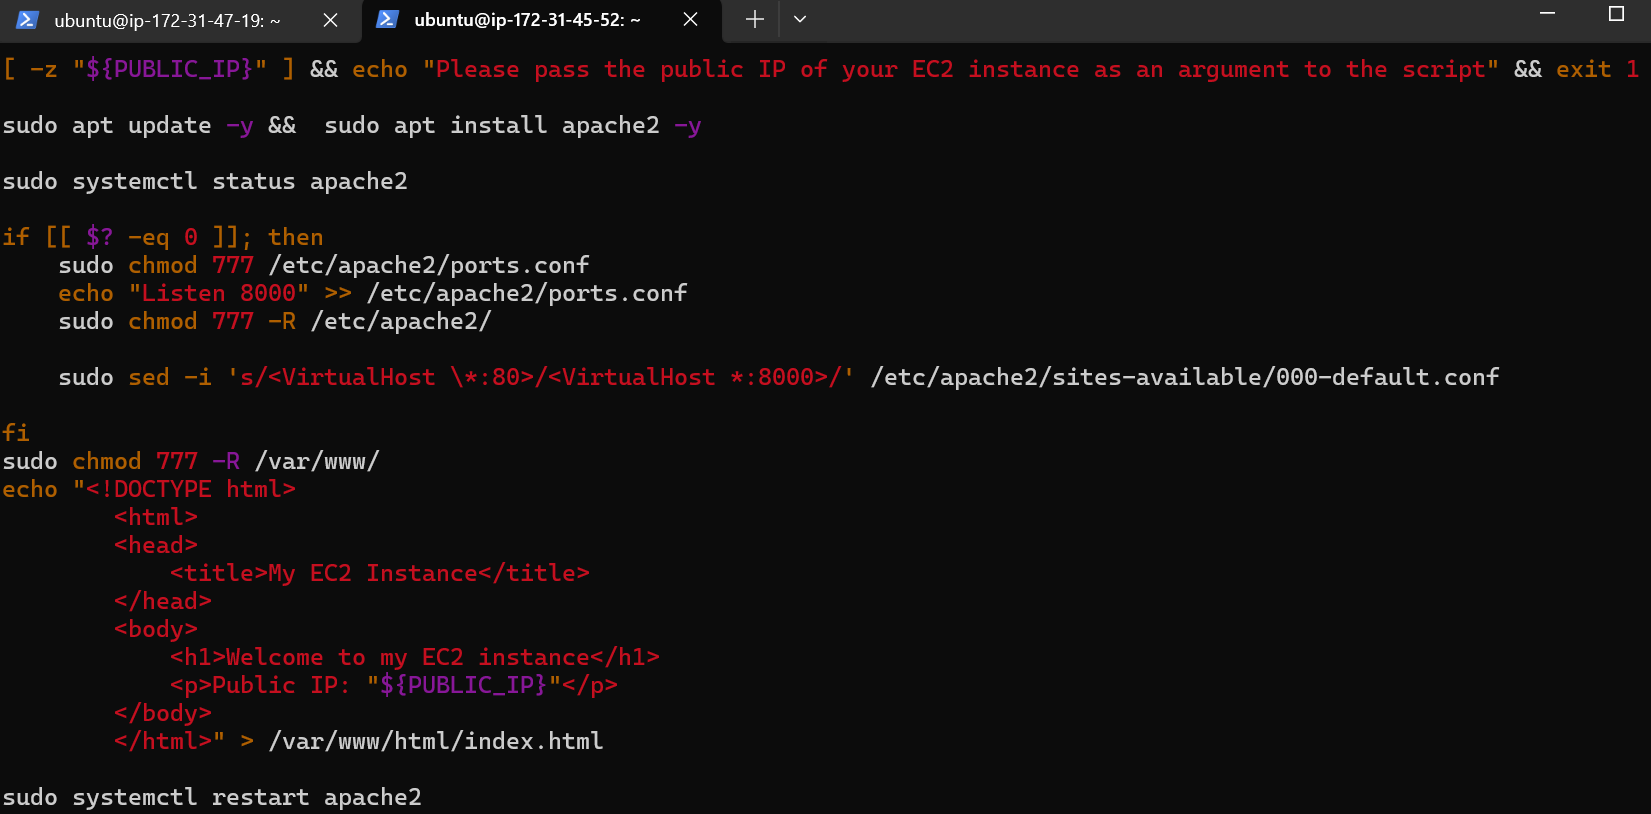 ubuntu@ip-172-31-47-19: ~
ubuntu@ip-172-31-45-52: ~
[ -z "${PUBLIC_IP}" ] && echo "Please pass the public IP of your EC2 instance as an argument to the script" && exit 1
sudo apt update -y &&  sudo apt install apache2 -y
sudo systemctl status apache2
if [[ $? -eq 0 ]]; then
    sudo chmod 777 /etc/apache2/ports.conf
    echo "Listen 8000" >> /etc/apache2/ports.conf
    sudo chmod 777 -R /etc/apache2/
    sudo sed -i 's/<VirtualHost \*:80>/<VirtualHost *:8000>/' /etc/apache2/sites-available/000-default.conf
fi
sudo chmod 777 -R /var/www/
echo "<!DOCTYPE html>
        <html>
        <head>
            <title>My EC2 Instance</title>
        </head>
        <body>
            <h1>Welcome to my EC2 instance</h1>
            <p>Public IP: "${PUBLIC_IP}"</p>
        </body>
        </html>" > /var/www/html/index.html
sudo systemctl restart apache2